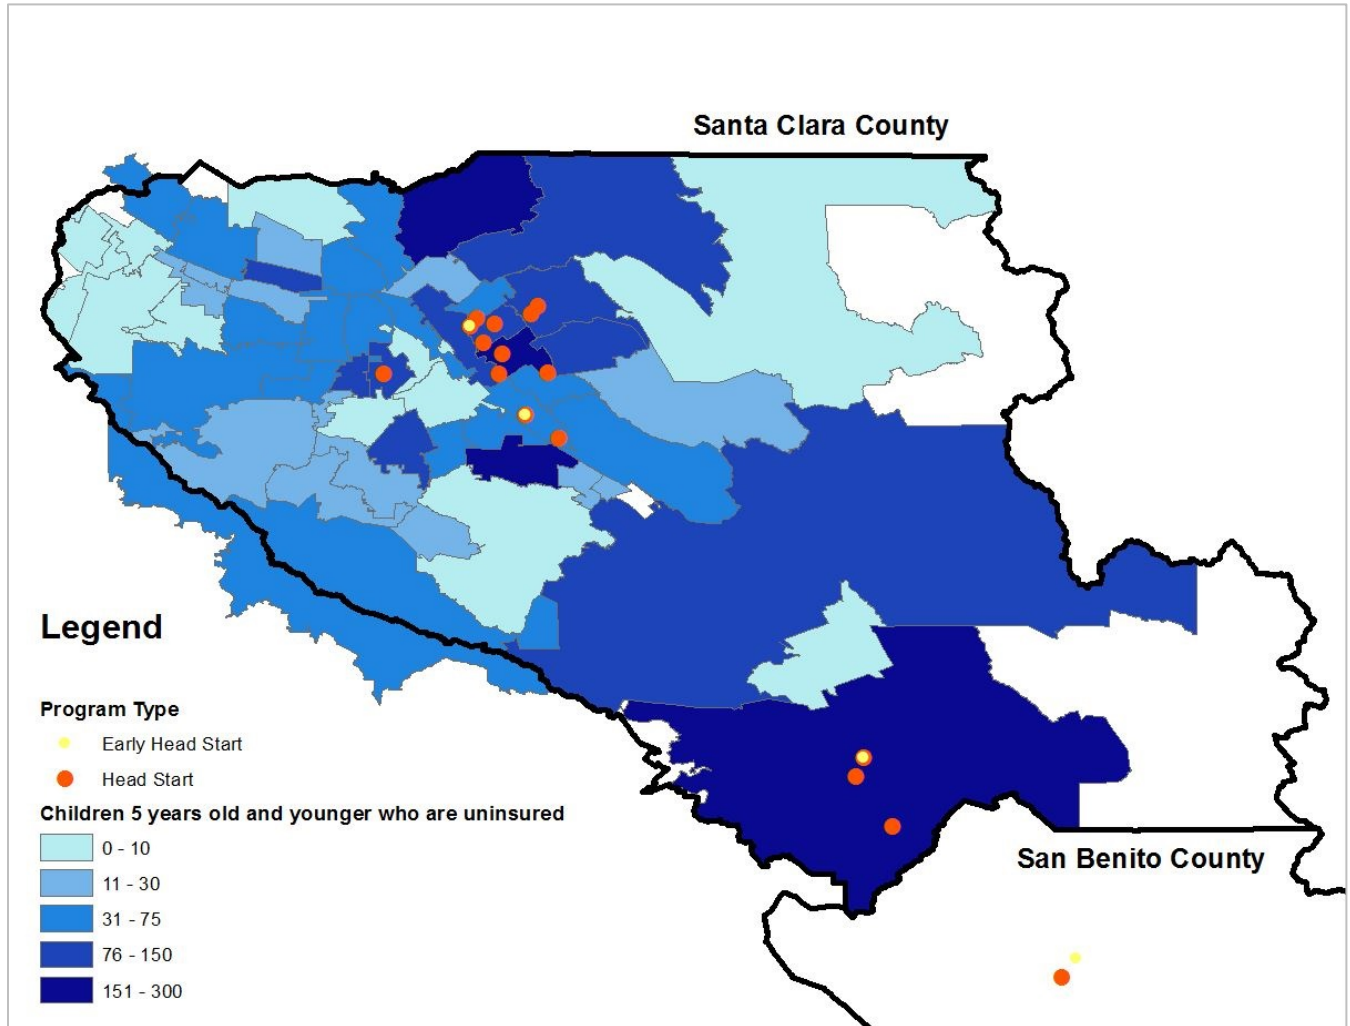 Santa Clara County
Legend
Program Type
Early Head Start
Head Start
Children 5 years old and younger who are uninsured
0 - 10
11 - 30
31 - 75
76 - 150
151 - 300
San Benito County